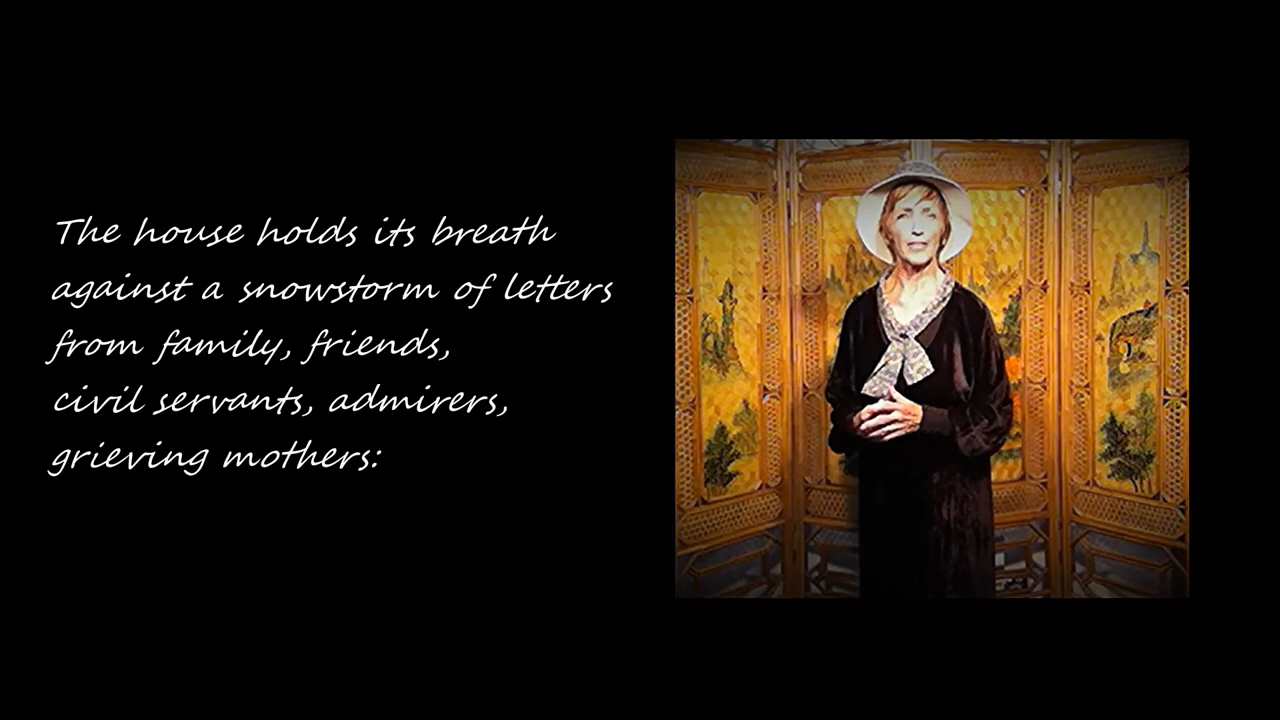 The house holds its breath
against a snowstorm of letters
from family, friends,
civil servants, admirers,
grieving mothers: